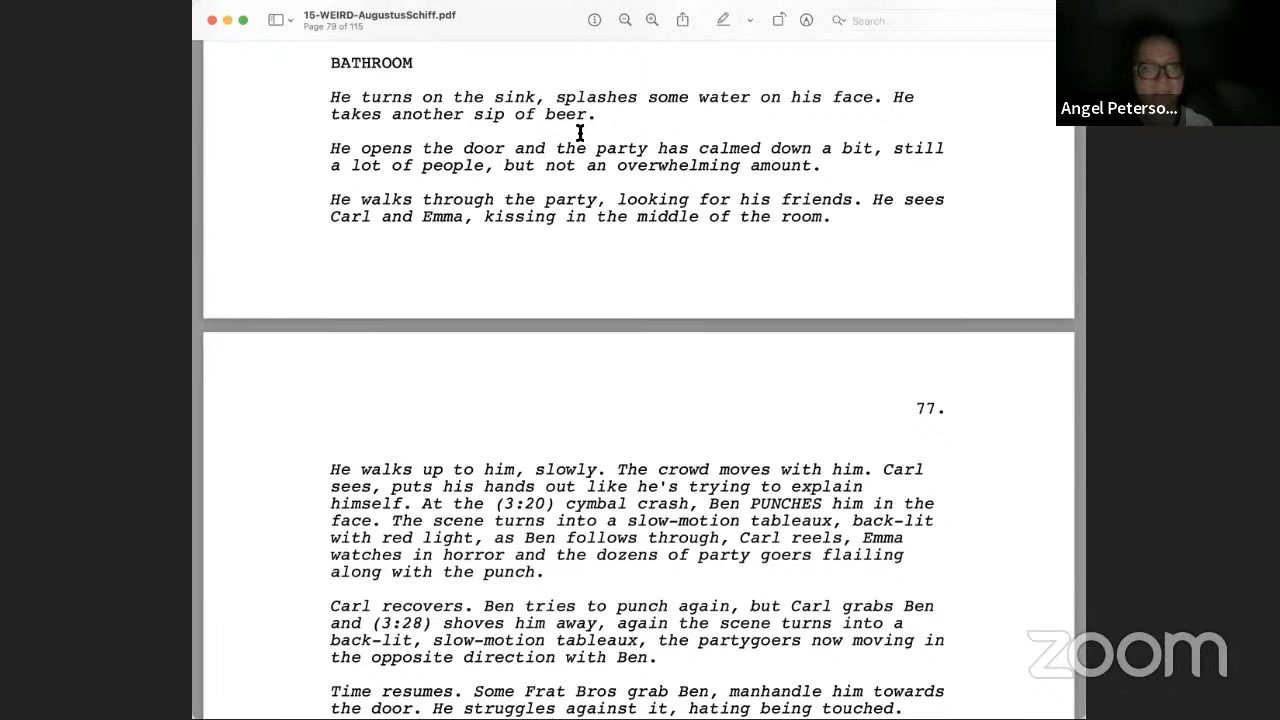 15-WEIRD-AugustusSchiff.pdf
Page 79 of 115
Search
Angel Peterso...
BATHROOM
He turns on the sink, splashes some water on his face. He
takes another sip of beer.
He opens the door and the party has calmed down a bit, still
a lot of people, but not an overwhelming amount.
He walks through the party, looking for his friends. He sees
Carl and Emma, kissing in the middle of the room.
77.
He walks up to him, slowly. The crowd moves with him. Carl
sees, puts his hands out like he's trying to explain
himself. At the (3:20) cymbal crash, Ben PUNCHES him in the
face. The scene turns into a slow-motion tableaux, back-lit
with red light, as Ben follows through, Carl reels, Emma
watches in horror and the dozens of party goers flailing
along with the punch.
Carl recovers. Ben tries to punch again, but Carl grabs Ben
and (3:28) shoves him away, again the scene turns into a
back-lit, slow-motion tableaux, the partygoers now moving in
the opposite direction with Ben.
Time resumes. Some Frat Bros grab Ben, manhandle him towards
the door. He struggles against it, hating being touched.
zoom